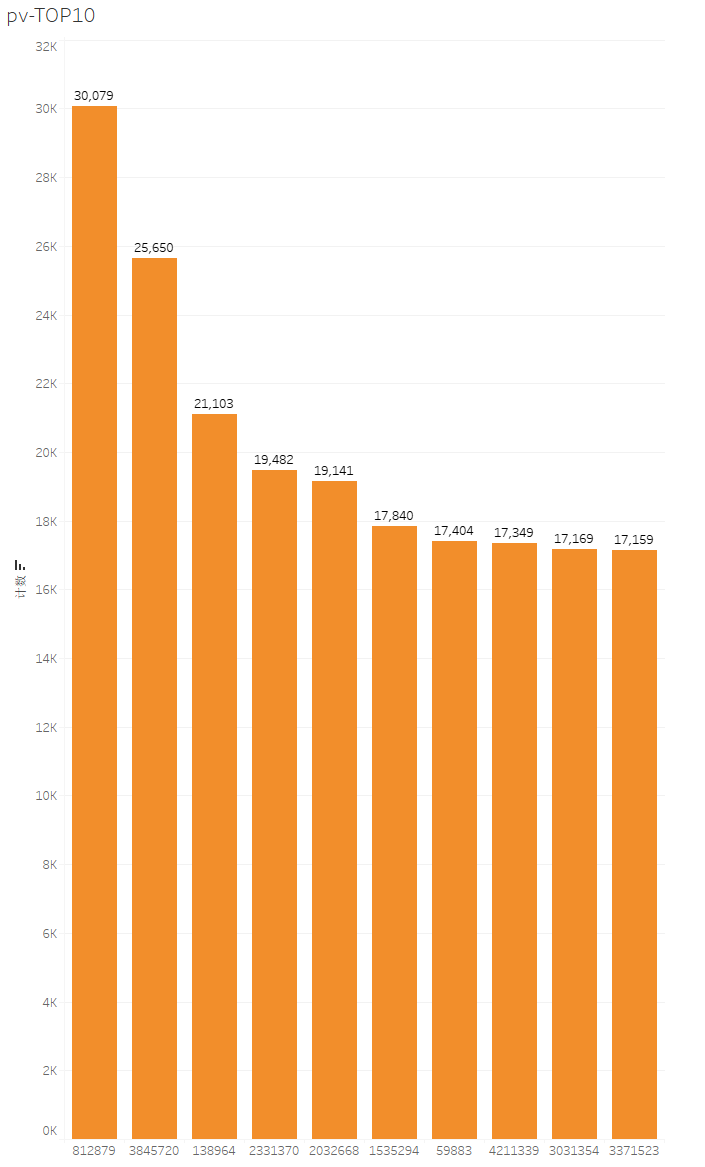 pv-TOP10
32K
30K
28K
26K
24K
22K
20K
18K
16K
14K
12K
10K
8K
6K
4K
2K
0K
计数
30,079
25,650
21,103
19,482
19,141
17,840
17,404
17,349
17,169
17,159
812879 3845720 138964 2331370 2032668 1535294 59883 4211339 3031354 3371523